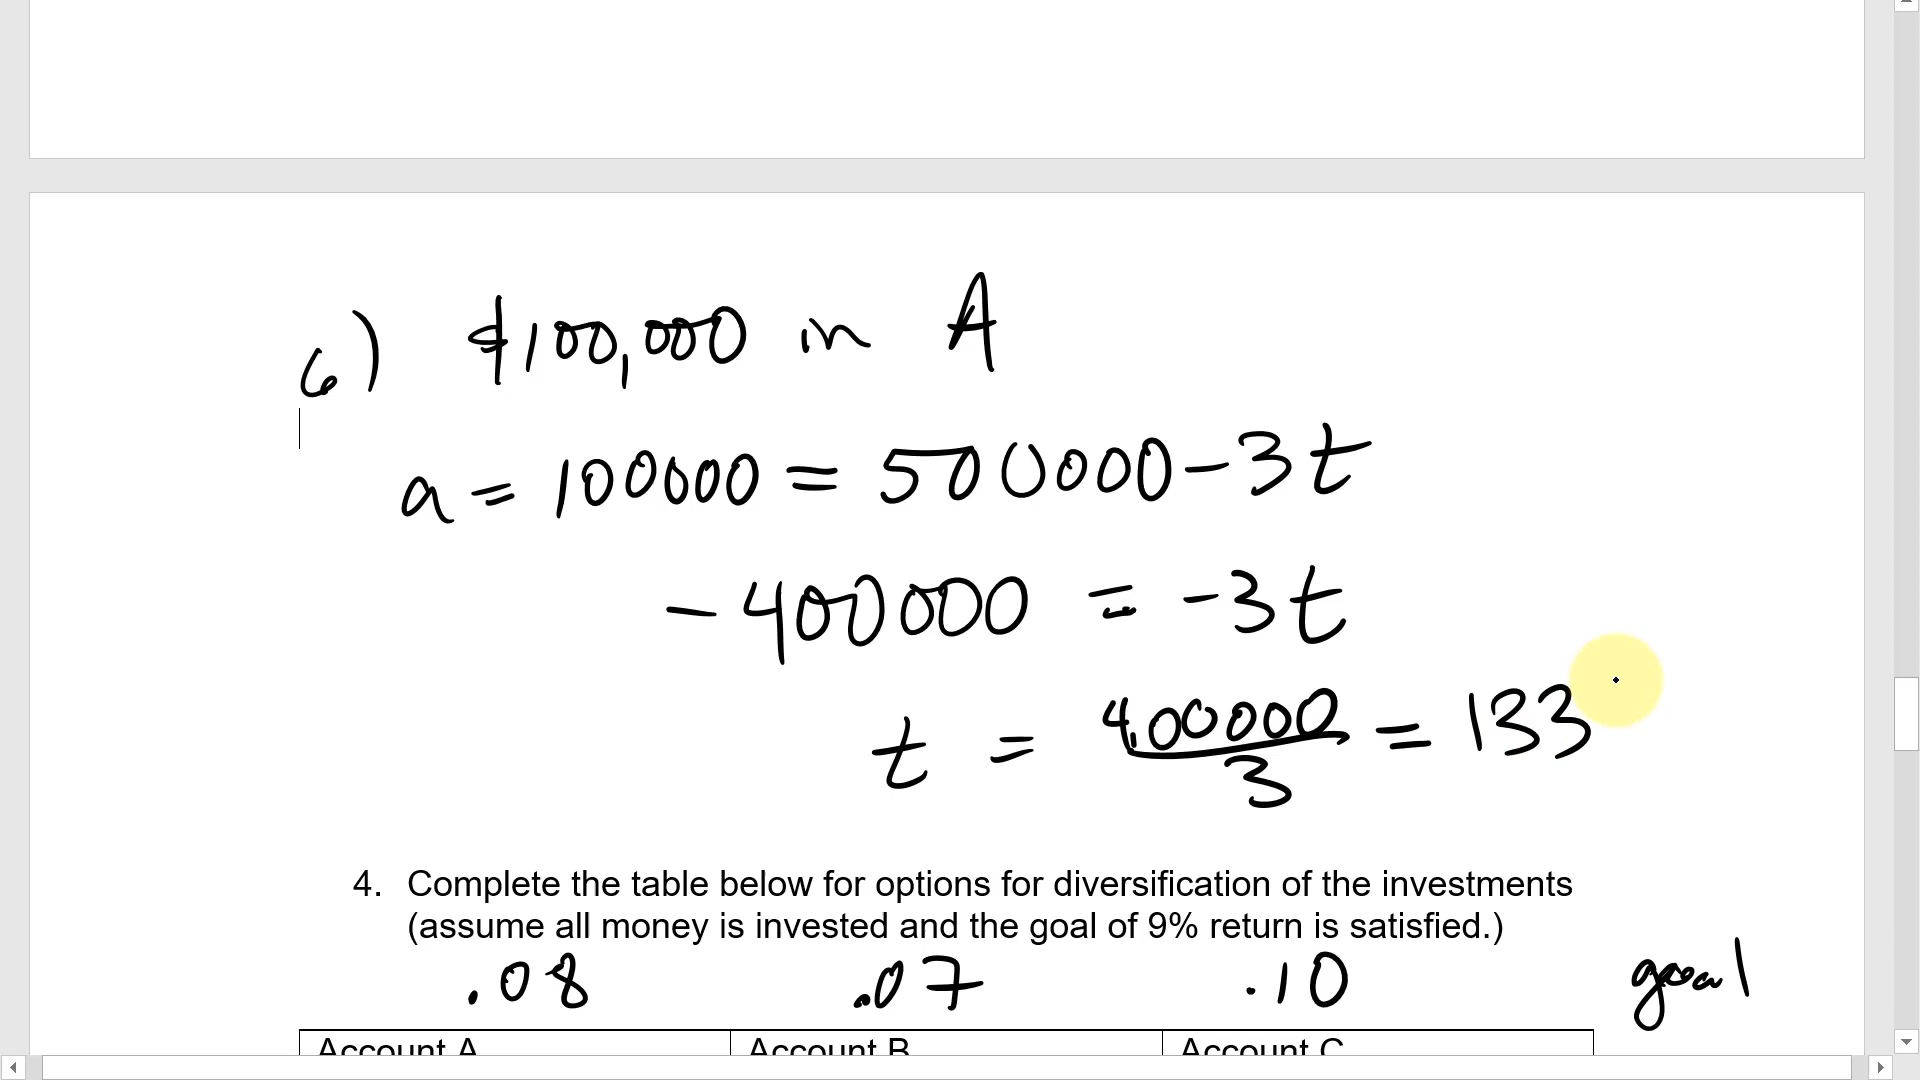 6) $100,000 in A
a = 100000 = 500000 - 3t
- 400000 = - 3t
t = 400000/3 = 133
4. Complete the table below for options for diversification of the investments
(assume all money is invested and the goal of 9% return is satisfied.)
.08 .07 .10 goal
Account A Account B Account C